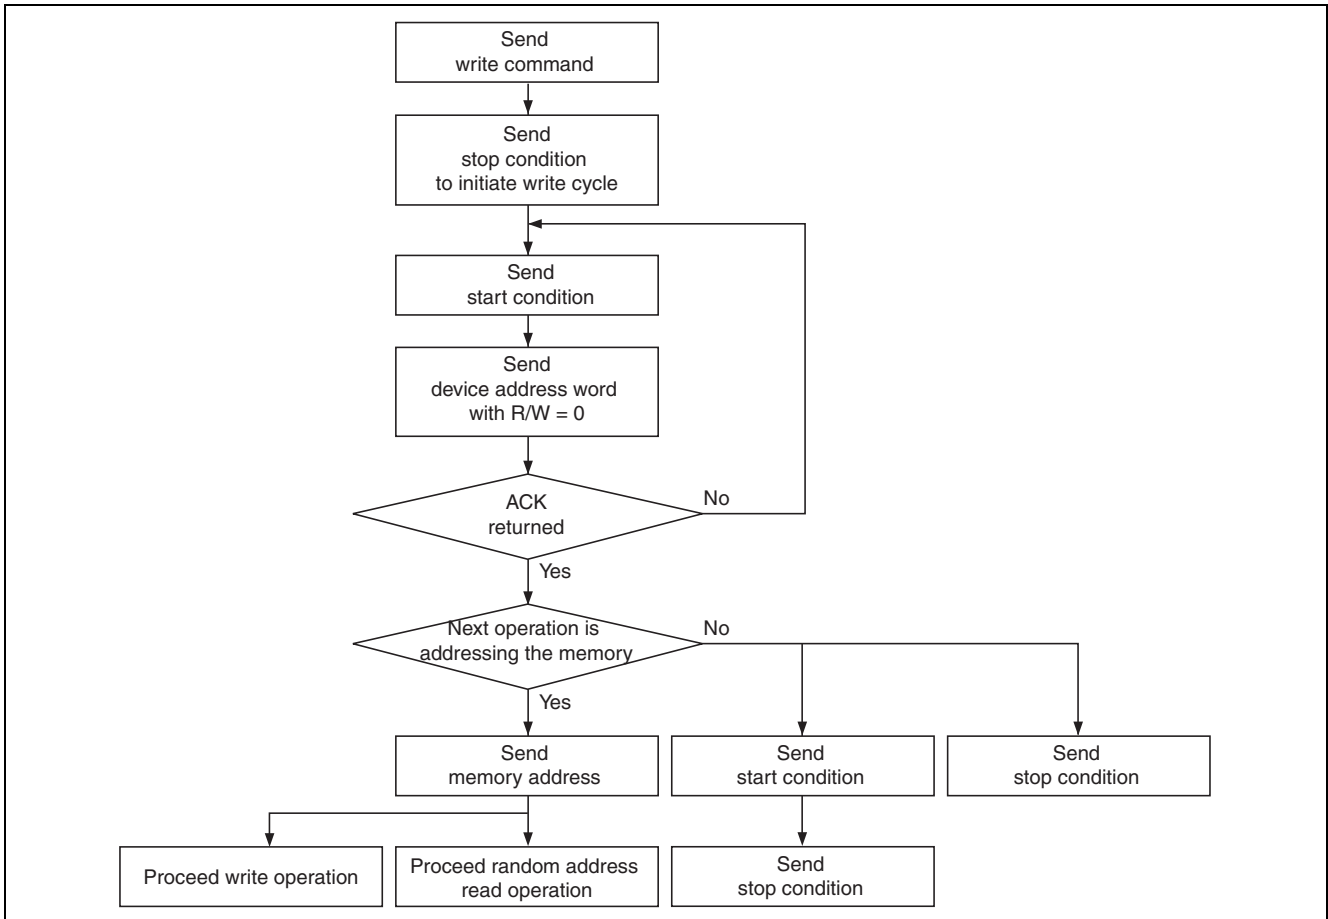 Send
write command
Send
stop condition
to initiate write cycle
Send
start condition
Send
device address word
with R/W = 0
ACK
returned
No
Yes
Next operation is
addressing the memory
No
Yes
Send
memory address
Send
start condition
Send
stop condition
Proceed write operation
Proceed random address
read operation
Send
stop condition